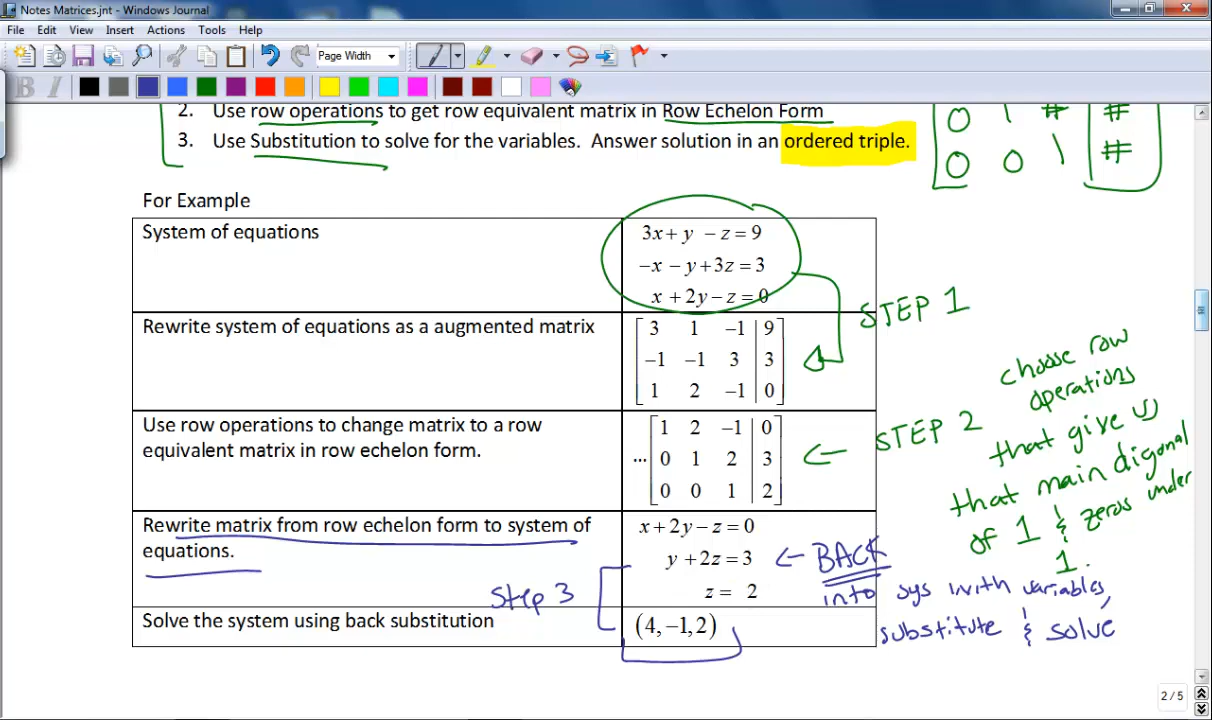 Notes Matrices.jnt - Windows Journal
File Edit View Insert Actions Tools Help
Page Width
B I
2. Use row operations to get row equivalent matrix in Row Echelon Form
3. Use Substitution to solve for the variables. Answer solution in an ordered triple.
0 1 # #
0 0 1 #
For Example
System of equations
3x + y - z = 9
-x - y + 3z = 3
x + 2y - z = 0
STEP 1
Rewrite system of equations as a augmented matrix
3 1 -1 9
-1 -1 3 3
1 2 -1 0
Use row operations to change matrix to a row
equivalent matrix in row echelon form.
1 2 -1 0
... 0 1 2 3
0 0 1 2
← STEP 2
choose row
operations
that give us
that main digonal
of 1 & zeros under
1.
Rewrite matrix from row echelon form to system of
equations.
x + 2y - z = 0
y + 2z = 3
z = 2
← BACK
into sys with variables,
substitute & solve
Step 3
Solve the system using back substitution
(4, -1, 2)
2 / 5